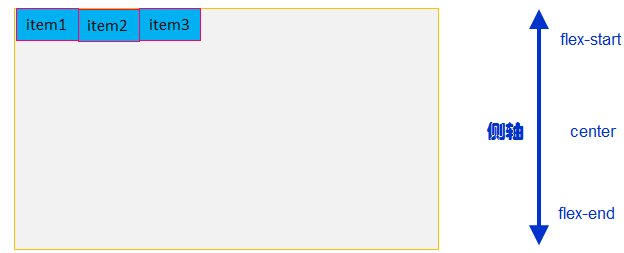 item1 item2 item3
flex-start
侧轴 center
flex-end